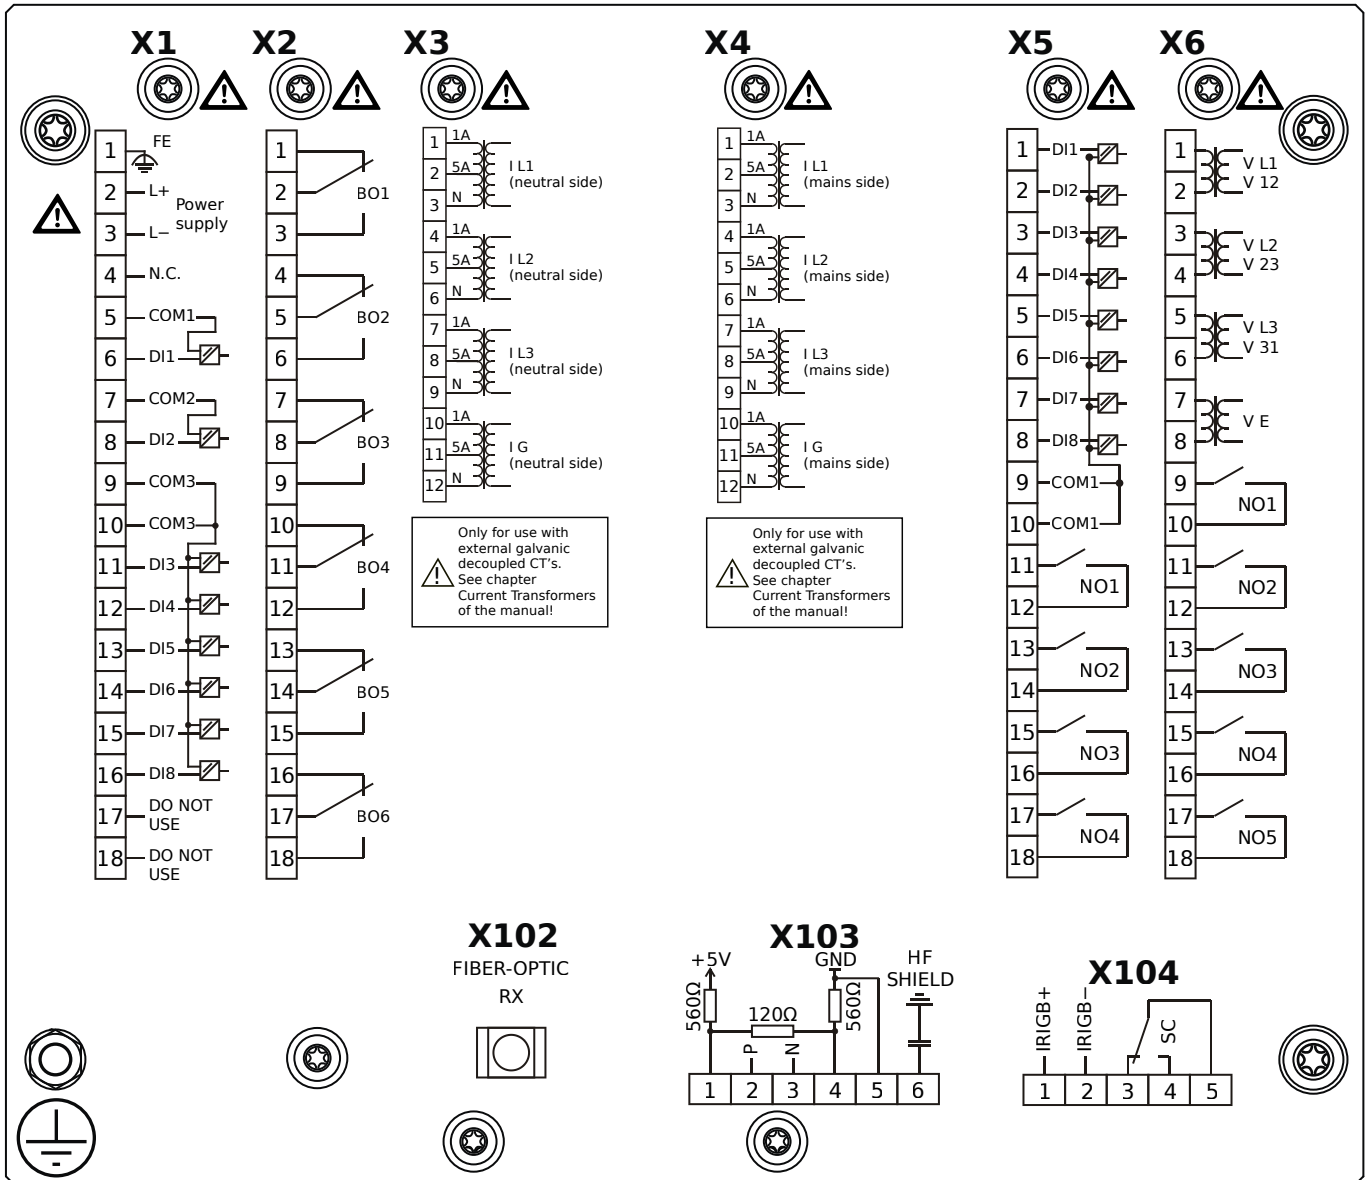 X1
X2
X3
X4
X5
X6
1
FE
2
L+
Power
supply
3
L−
4
N.C.
5
COM1
6
DI1
7
COM2
8
DI2
9
COM3
10
COM3
11
DI3
12
DI4
13
DI5
14
DI6
15
DI7
16
DI8
17
DO NOT
USE
18
DO NOT
USE
1
2
BO1
3
4
5
BO2
6
7
8
BO3
9
10
11
BO4
12
13
14
BO5
15
16
17
BO6
18
1
1A
2
5A
3
N
I L1
(neutral side)
4
1A
5
5A
6
N
I L2
(neutral side)
7
1A
8
5A
9
N
I L3
(neutral side)
10
1A
11
5A
12
N
I G
(neutral side)
Only for use with
external galvanic
decoupled CT's.
See chapter
Current Transformers
of the manual!
1
1A
2
5A
3
N
I L1
(mains side)
4
1A
5
5A
6
N
I L2
(mains side)
7
1A
8
5A
9
N
I L3
(mains side)
10
1A
11
5A
12
N
I G
(mains side)
Only for use with
external galvanic
decoupled CT's.
See chapter
Current Transformers
of the manual!
1
DI1
2
DI2
3
DI3
4
DI4
5
DI5
6
DI6
7
DI7
8
DI8
9
COM1
10
COM1
11
NO1
12
13
NO2
14
15
NO3
16
17
NO4
18
1
V L1
2
V 12
3
V L2
4
V 23
5
V L3
6
V 31
7
V E
8
9
NO1
10
11
NO2
12
13
NO3
14
15
NO4
16
17
NO5
18
X102
FIBER-OPTIC
RX
X103
+5V
GND
HF
SHIELD
560Ω
120Ω
560Ω
P
N
1 2 3 4 5 6
X104
IRIGB+
IRIGB−
SC
1 2 3 4 5